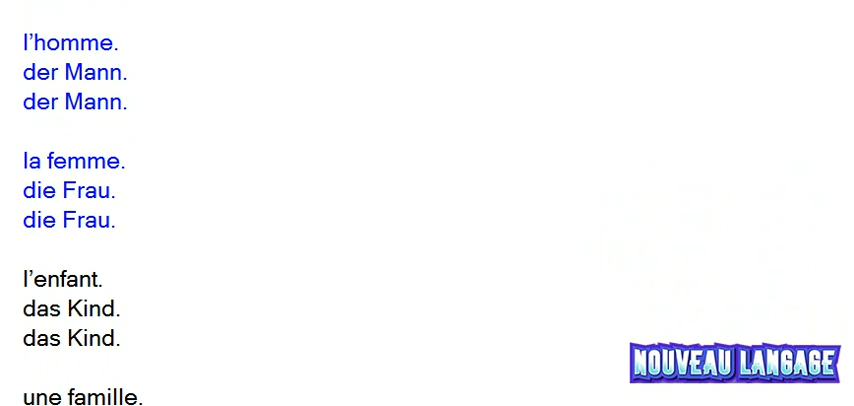 l’homme.
der Mann.
der Mann.
la femme.
die Frau.
die Frau.
l’enfant.
das Kind.
das Kind.
une famille.
NOUVEAU LANGAGE